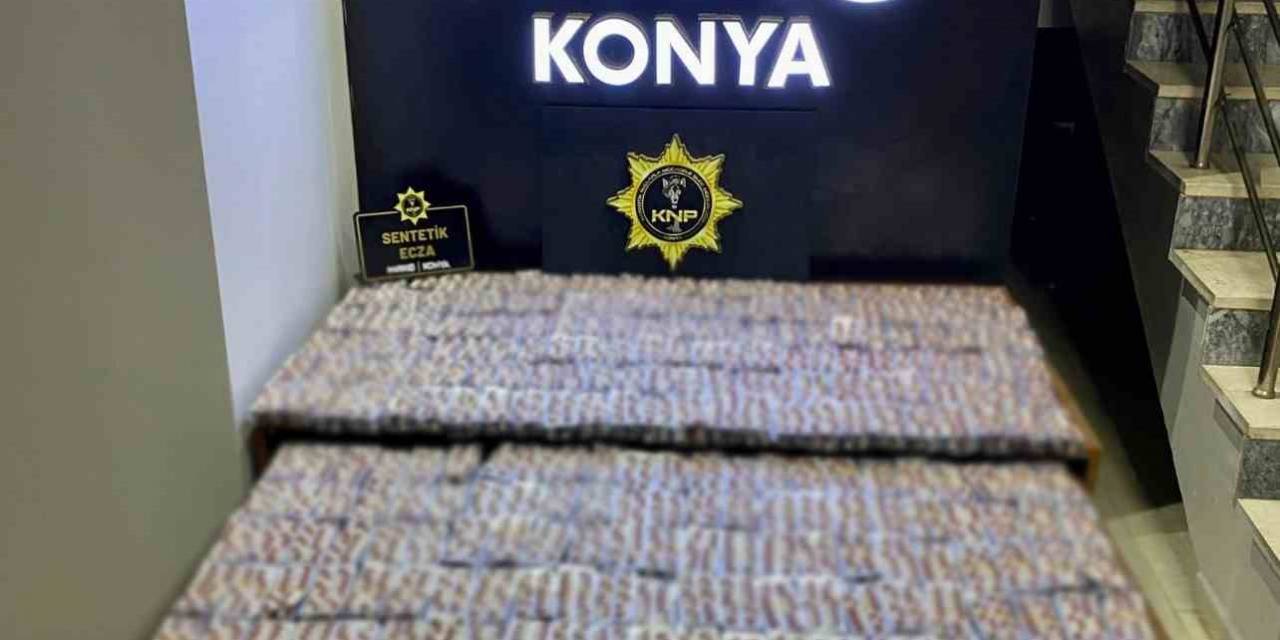 KONYA
KNP
SENTETİK
ECZA
KONYA